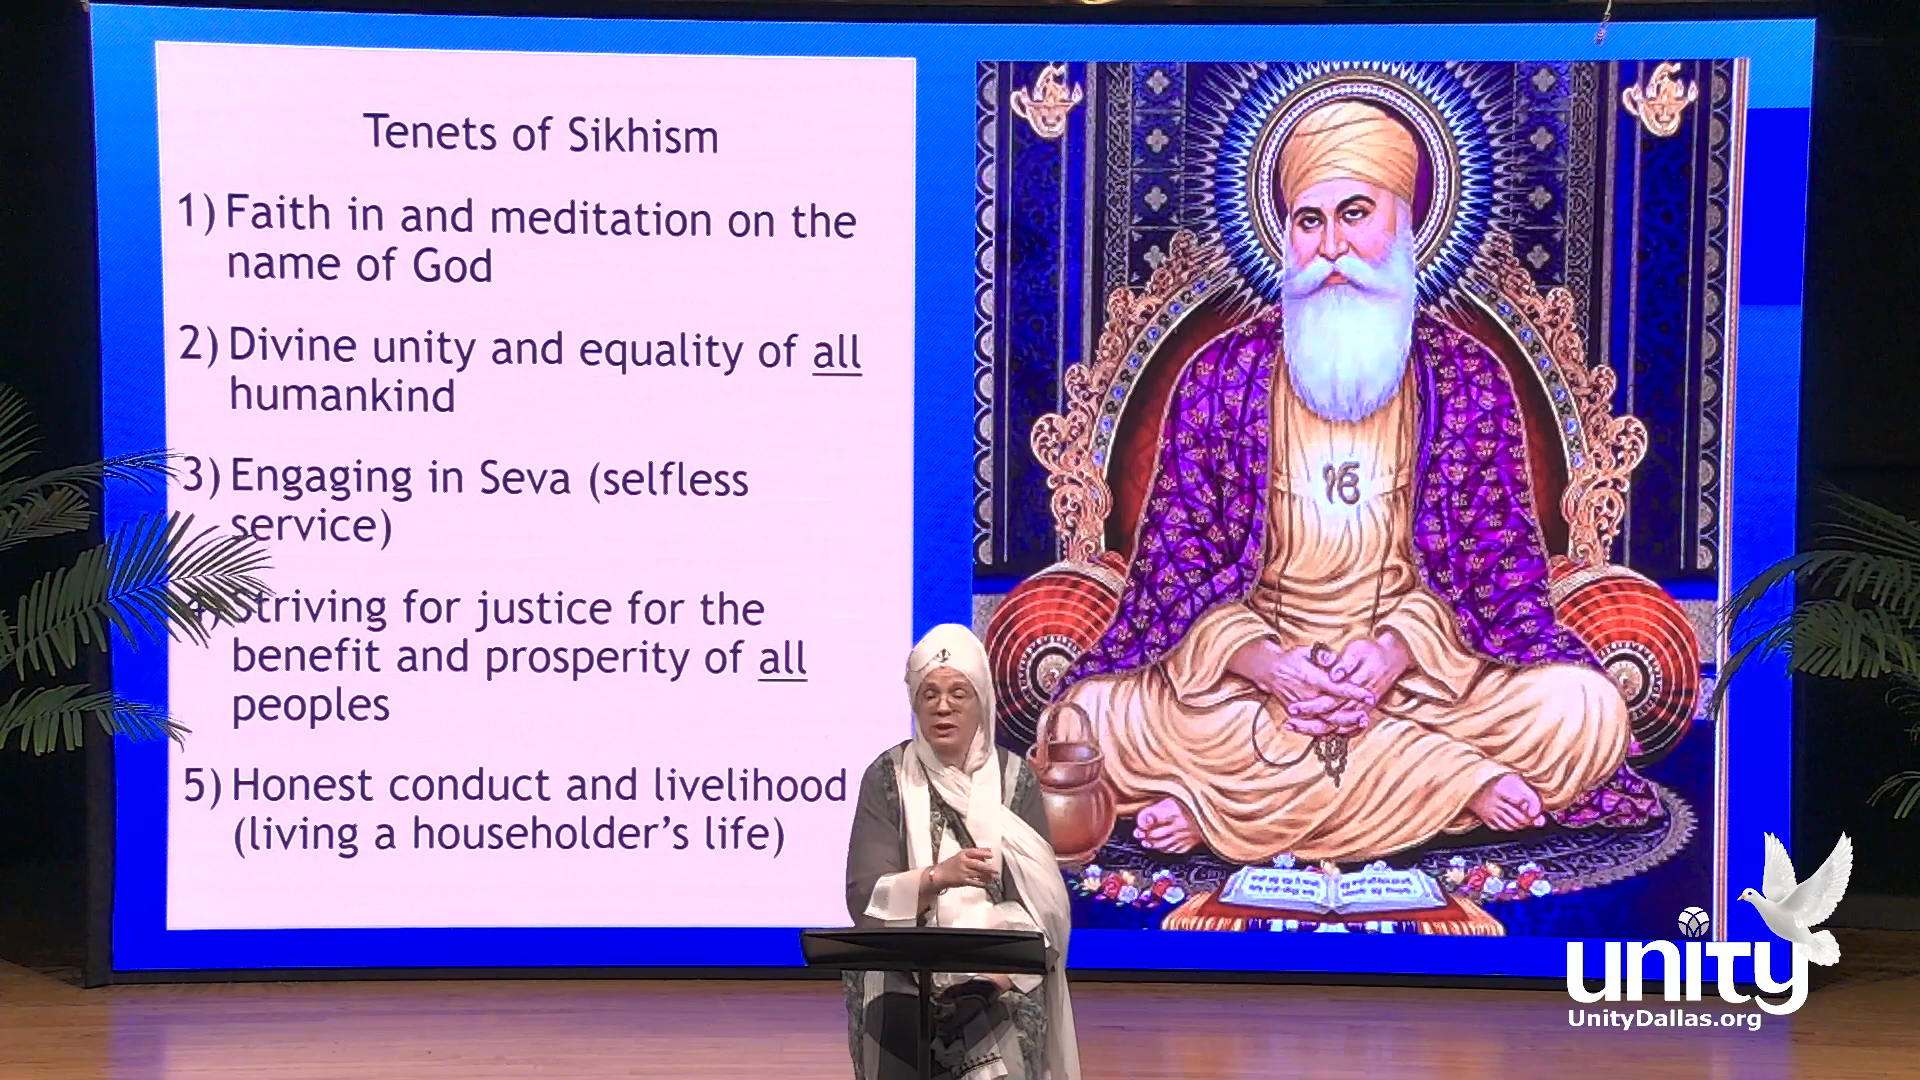 Tenets of Sikhism
1) Faith in and meditation on the
name of God
2) Divine unity and equality of all
humankind
3) Engaging in Seva (selfless
service)
4) Striving for justice for the
benefit and prosperity of all
peoples
5) Honest conduct and livelihood
(living a householder's life)
ੴ
unity
UnityDallas.org